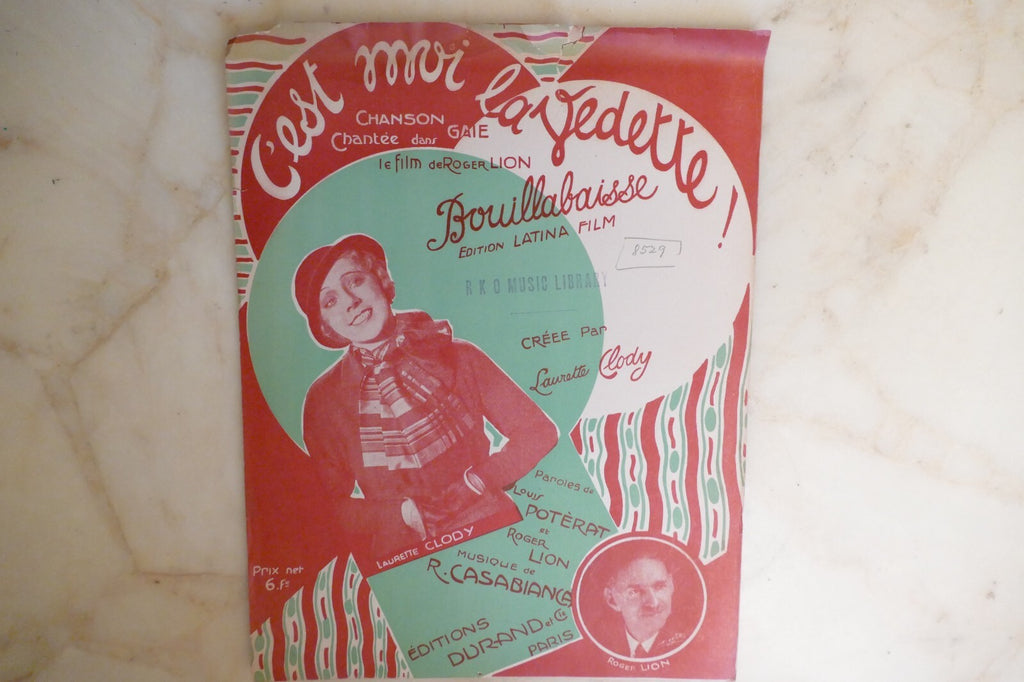 C'est moi la Vedette !
CHANSON GAIE
Chantée dans
le film de ROGER LION
Bouillabaisse
EDITION LATINA FILM
8529
R K O MUSIC LIBRARY
CRÉÉE Par
Laurette Clody
Paroles de
Louis POTÈRAT
et
ROGER LION
MUSIQUE de
R. CASABIANCA
ÉDITIONS
DURAND et Cie
PARIS
LAURETTE CLODY
Prix net
6.Fs
ROGER LION